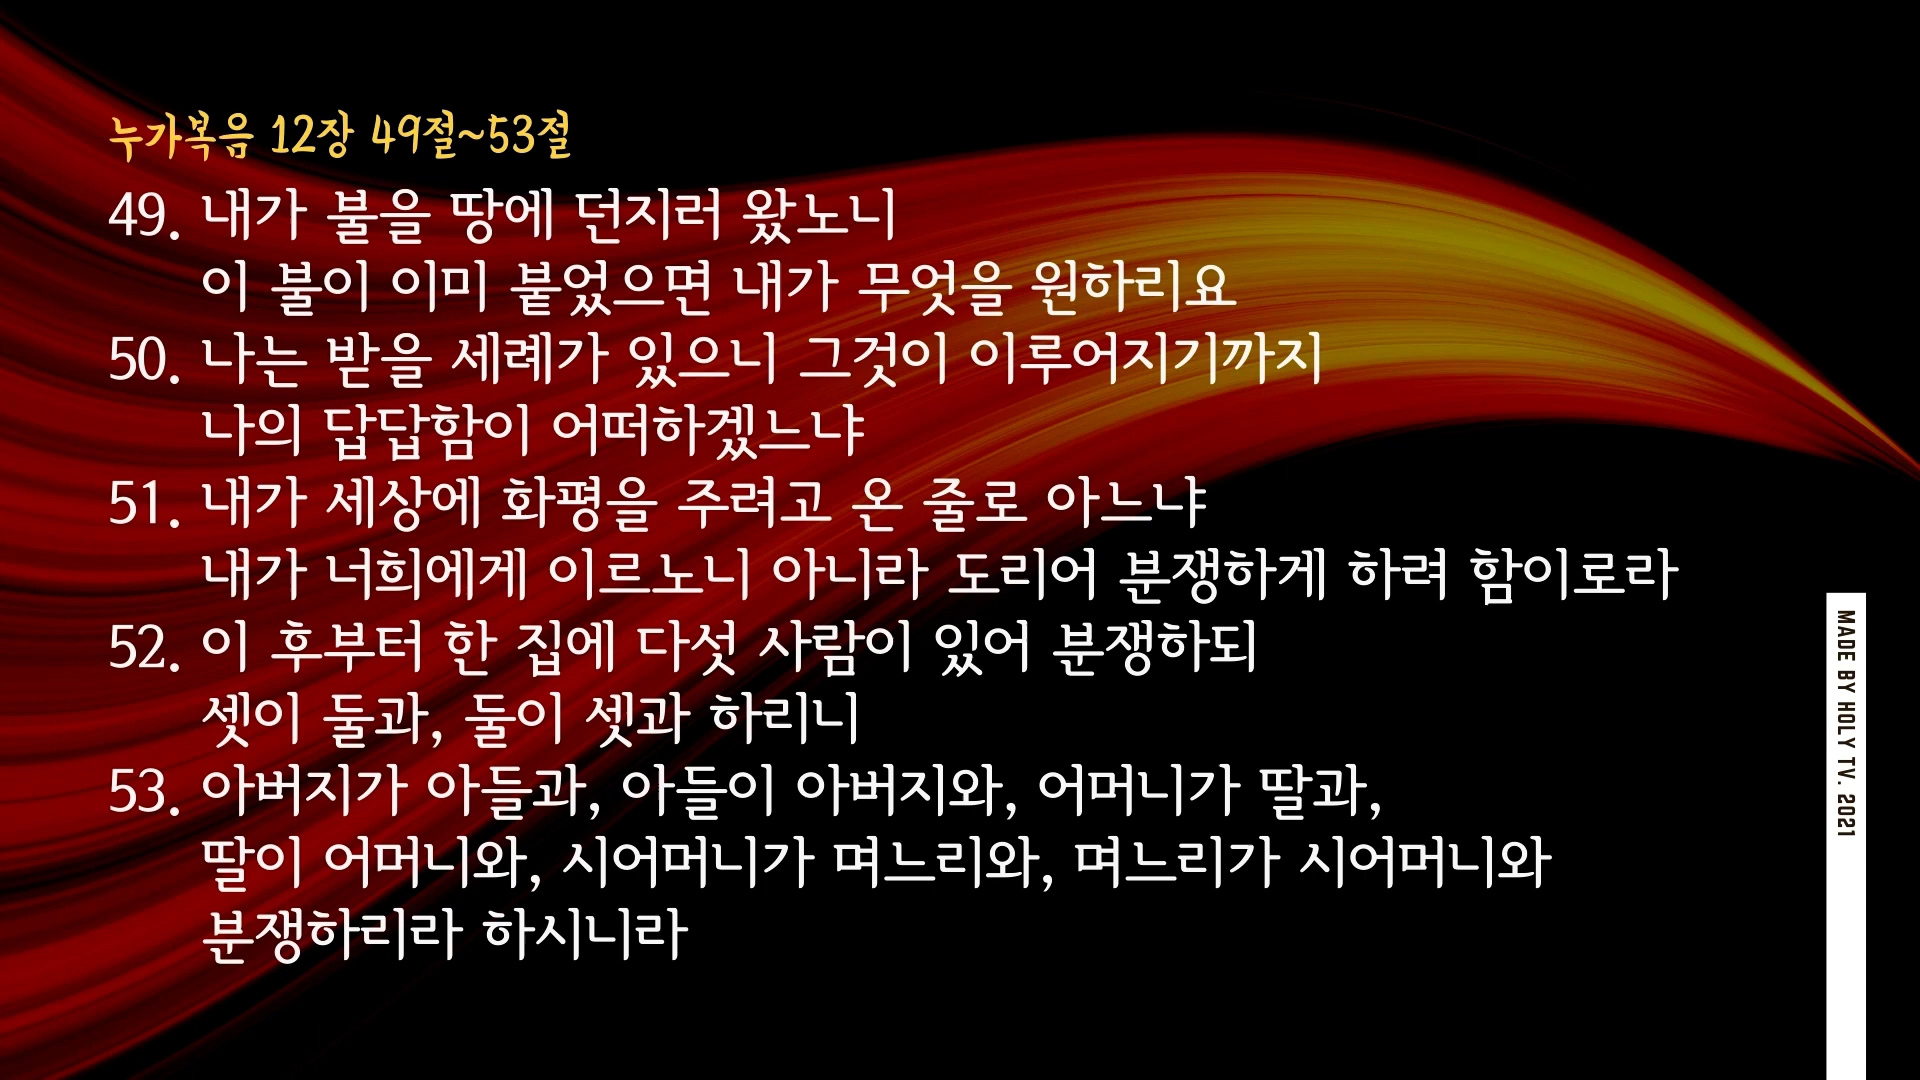 누가복음 12장 49절~53절
49. 내가 불을 땅에 던지러 왔노니
이 불이 이미 붙었으면 내가 무엇을 원하리요
50. 나는 받을 세례가 있으니 그것이 이루어지기까지
나의 답답함이 어떠하겠느냐
51. 내가 세상에 화평을 주려고 온 줄로 아느냐
내가 너희에게 이르노니 아니라 도리어 분쟁하게 하려 함이로라
52. 이 후부터 한 집에 다섯 사람이 있어 분쟁하되
셋이 둘과, 둘이 셋과 하리니
53. 아버지가 아들과, 아들이 아버지와, 어머니가 딸과,
딸이 어머니와, 시어머니가 며느리와, 며느리가 시어머니와
분쟁하리라 하시니라
MADE BY HOLY TV. 2021